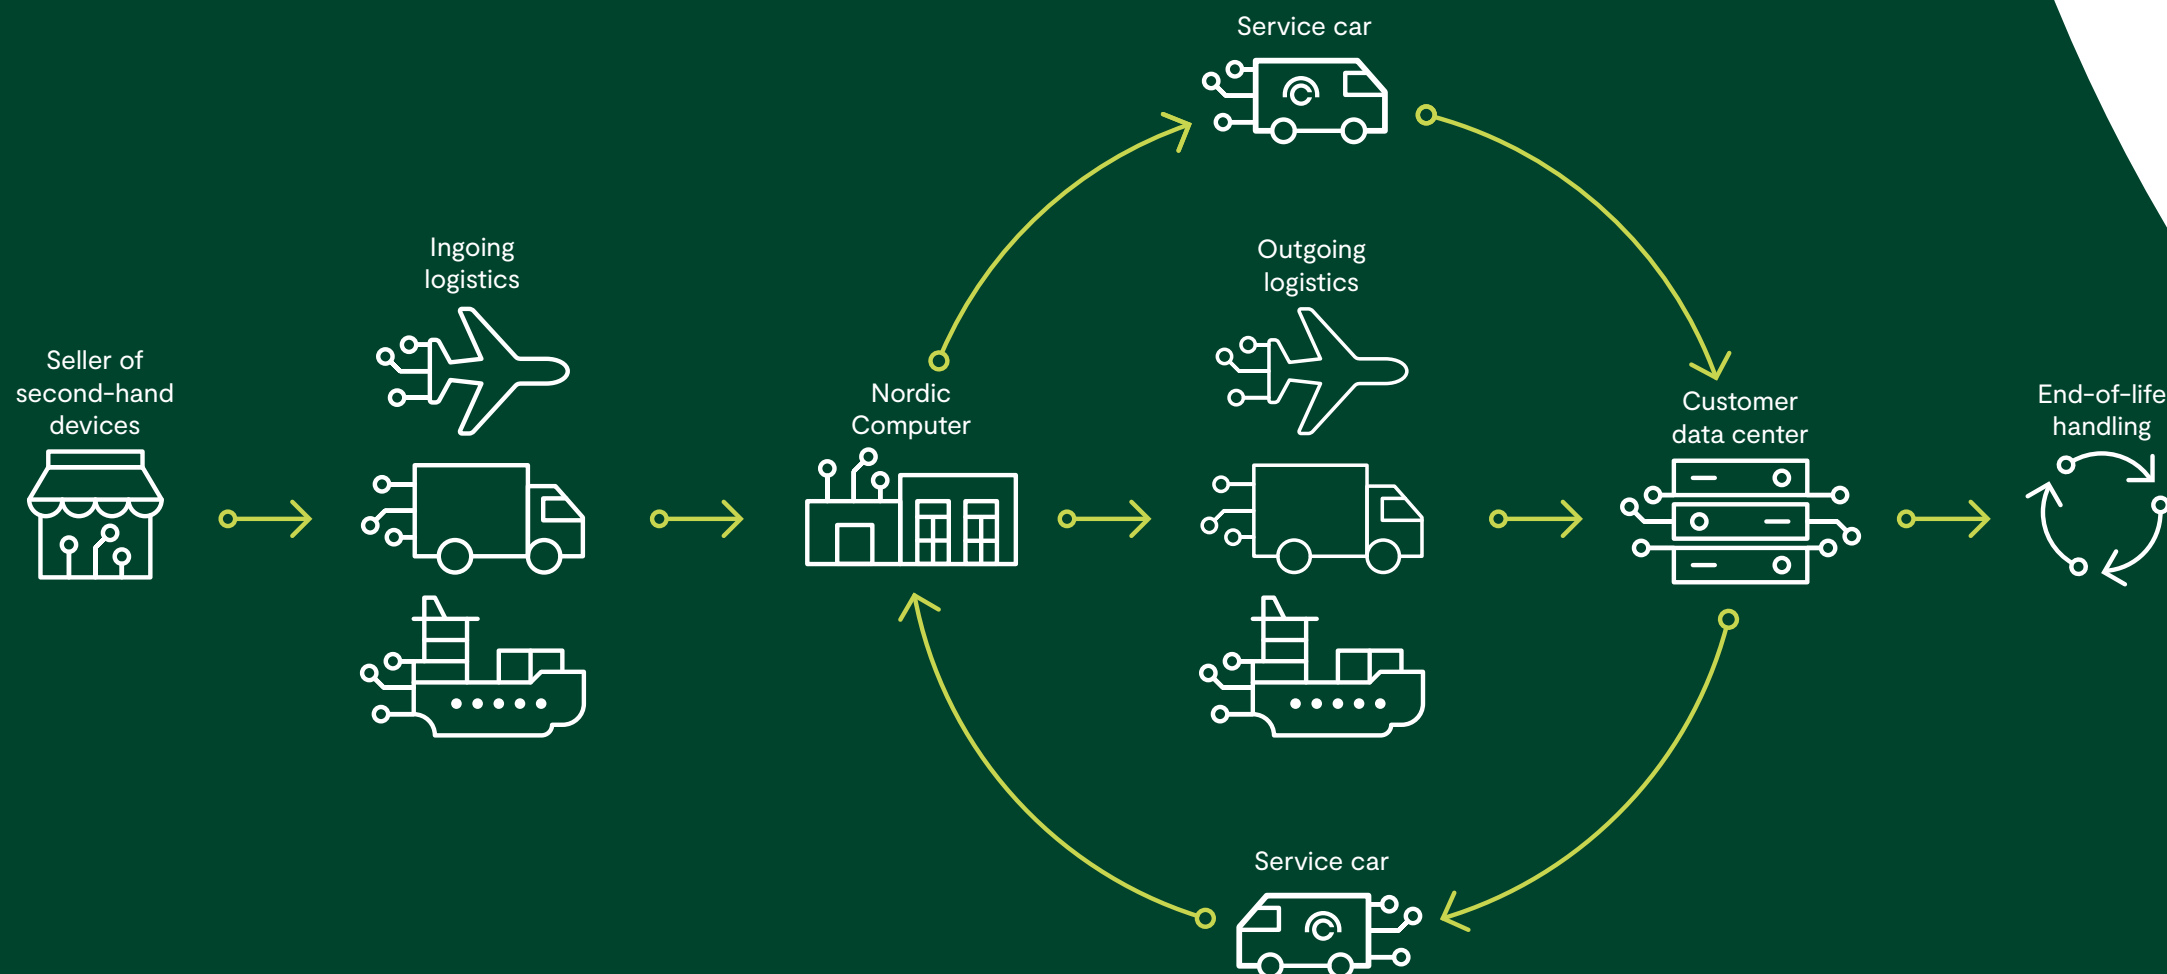 Service car
Ingoing
logistics
Outgoing
logistics
Seller of
second-hand
devices
Nordic
Computer
Customer
data center
End-of-life
handling
Service car